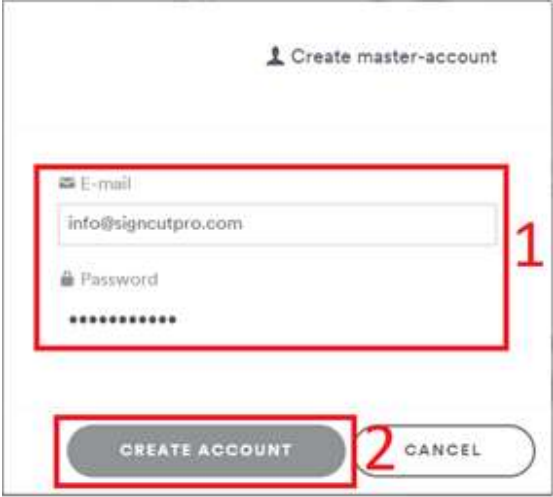 Create master-account
E-mail
info@signcutpro.com
1
Password
•••••••••••
CREATE ACCOUNT
2
CANCEL